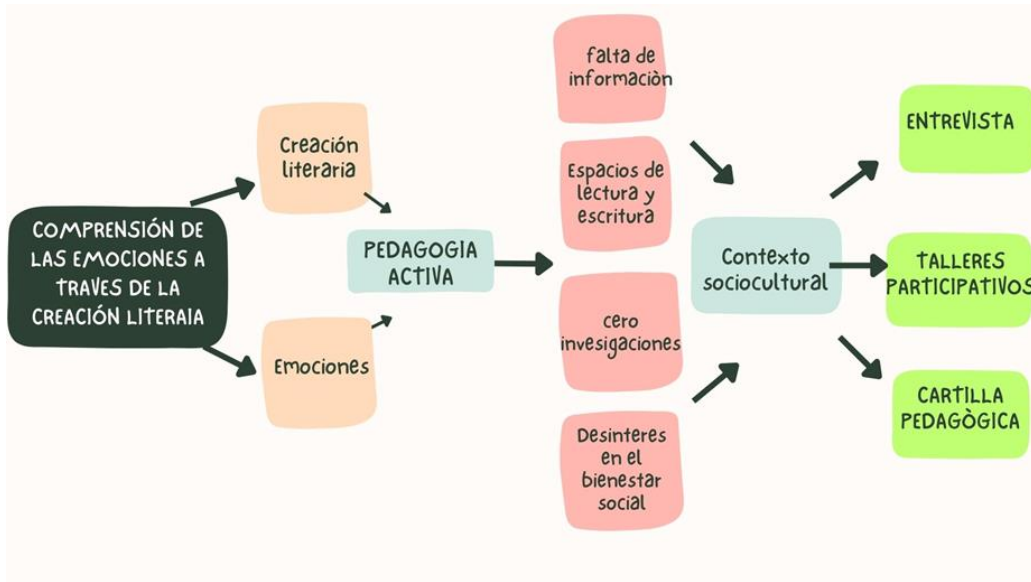 COMPRENSIÓN DE
LAS EMOCIONES A
TRAVES DE LA
CREACIÓN LITERAIA
Creación
literaria
Emociones
PEDAGOGIA
ACTIVA
falta de
informaciòn
Espacios de
lectura y
escritura
cero
invesigaciones
Desinteres
en el
bienestar
social
Contexto
sociocultural
ENTREVISTA
TALLERES
PARTICIPATIVOS
CARTILLA
PEDAGÒGICA